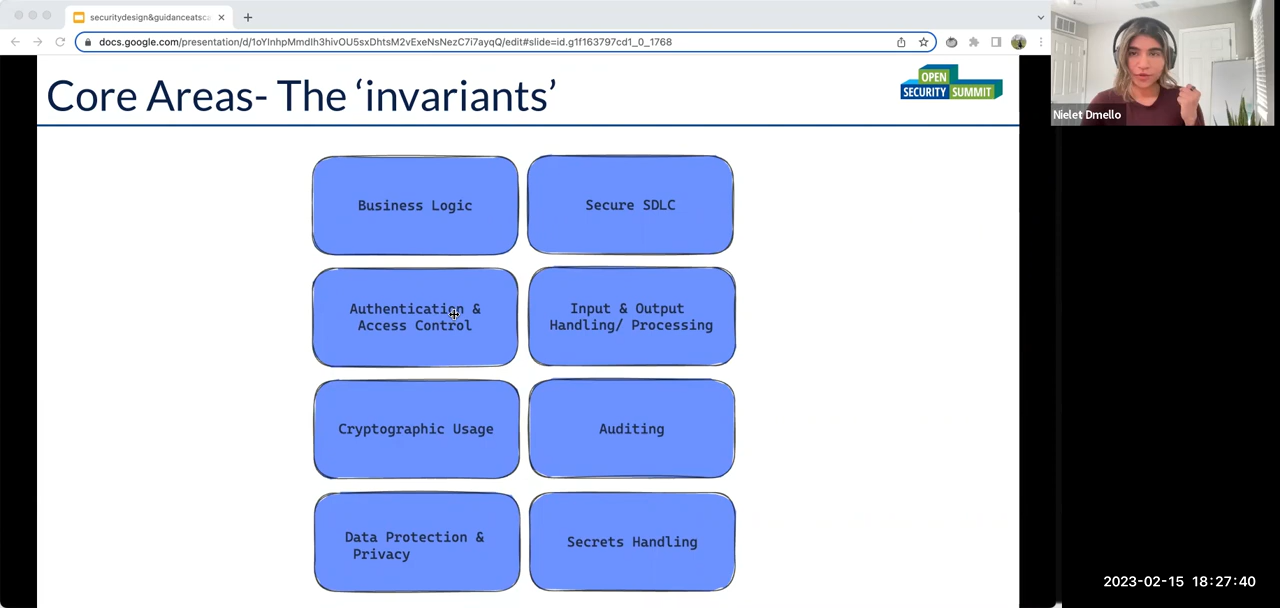 securitydesign&guidanceatsca
docs.google.com/presentation/d/1oYInhpMmdIh3hivOU5sxDhtsM2vExeNsNezC7i7ayqQ/edit#slide=id.g1f163797cd1_0_1768
Core Areas- The ‘invariants’
OPEN
SECURITY SUMMIT
Nielet Dmello
Business Logic
Secure SDLC
Authentication &
Access Control
Input & Output
Handling/ Processing
Cryptographic Usage
Auditing
Data Protection &
Privacy
Secrets Handling
2023-02-15 18:27:40